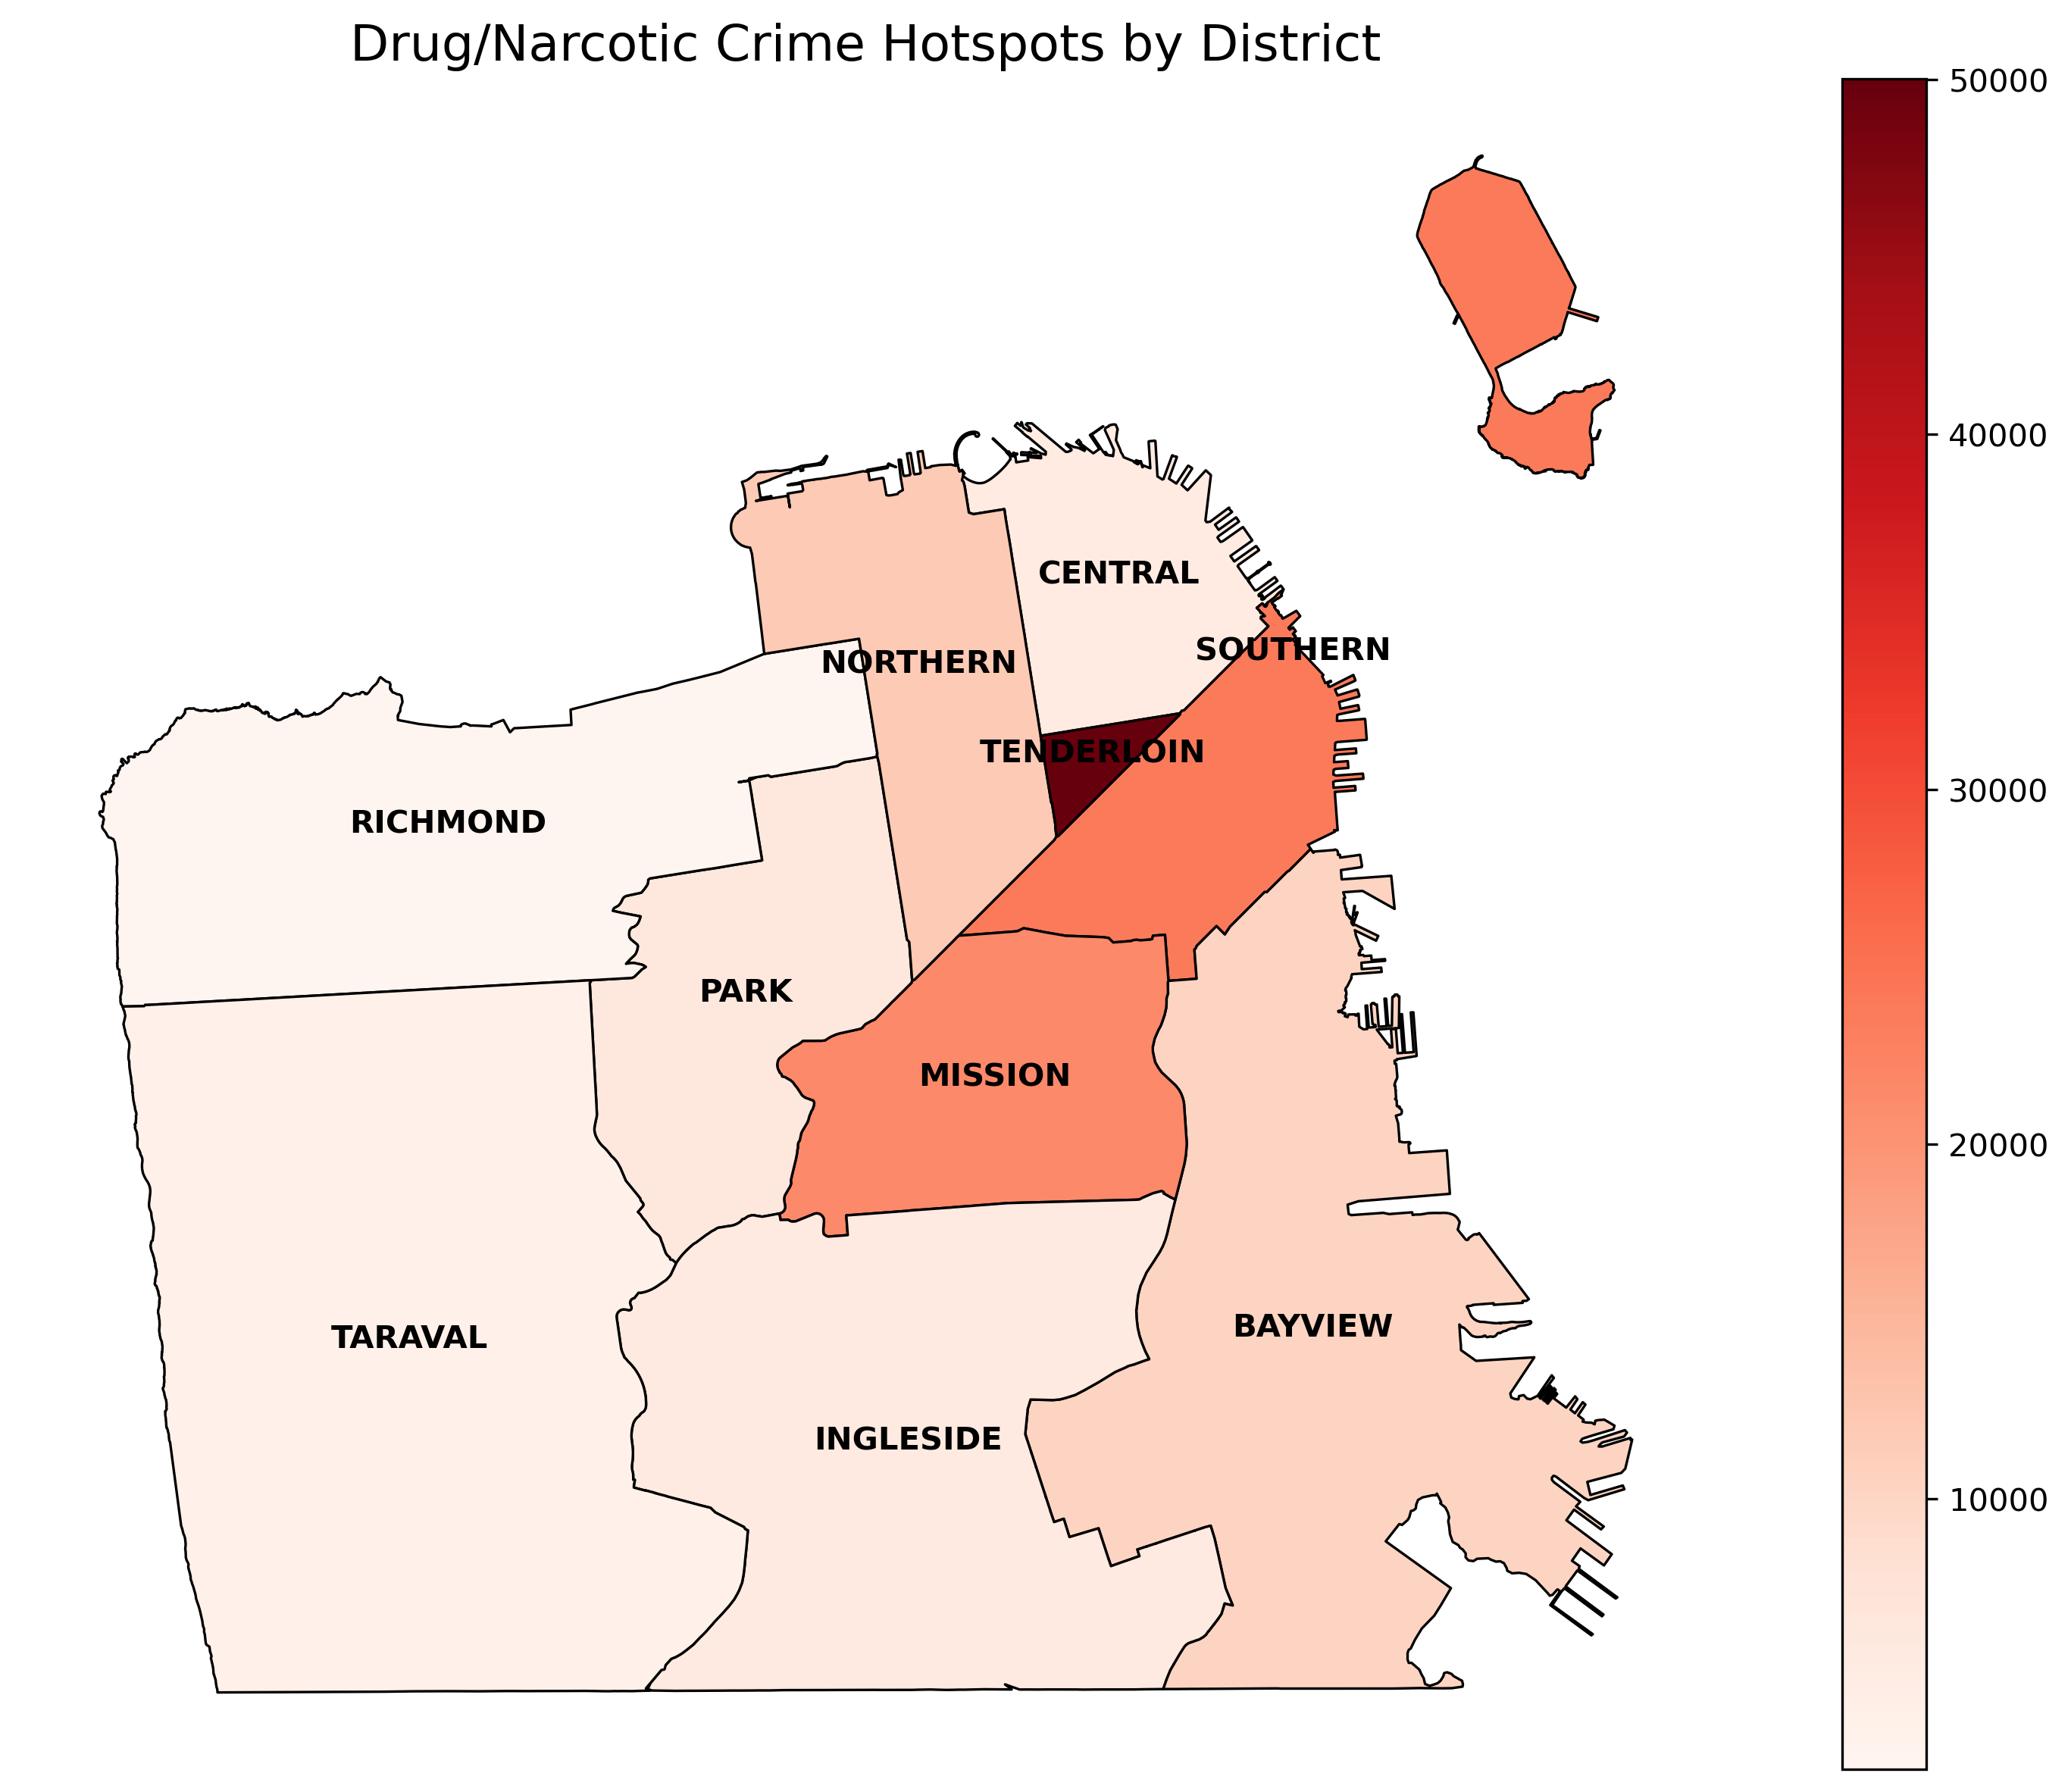 Drug/Narcotic Crime Hotspots by District
50000
40000
CENTRAL
SOUTHERN
NORTHERN
TENDERLOIN
30000
RICHMOND
PARK
MISSION
20000
BAYVIEW
TARAVAL
INGLESIDE
10000